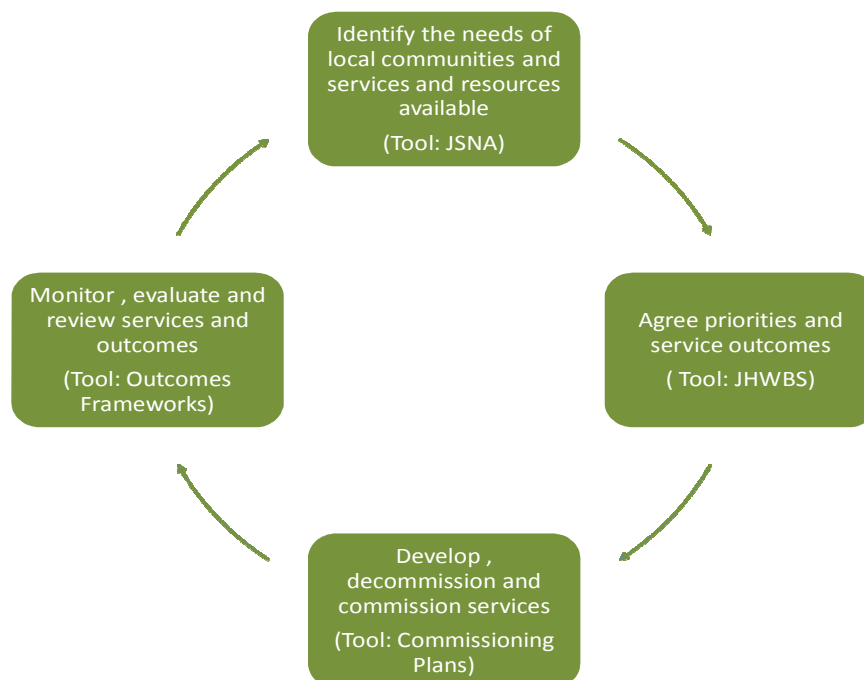 Identify the needs of
local communities and
services and resources
available
(Tool: JSNA)
Agree priorities and
service outcomes
( Tool: JHWBS)
Develop ,
decommission and
commission services
(Tool: Commissioning
Plans)
Monitor , evaluate and
review services and
outcomes
(Tool: Outcomes
Frameworks)